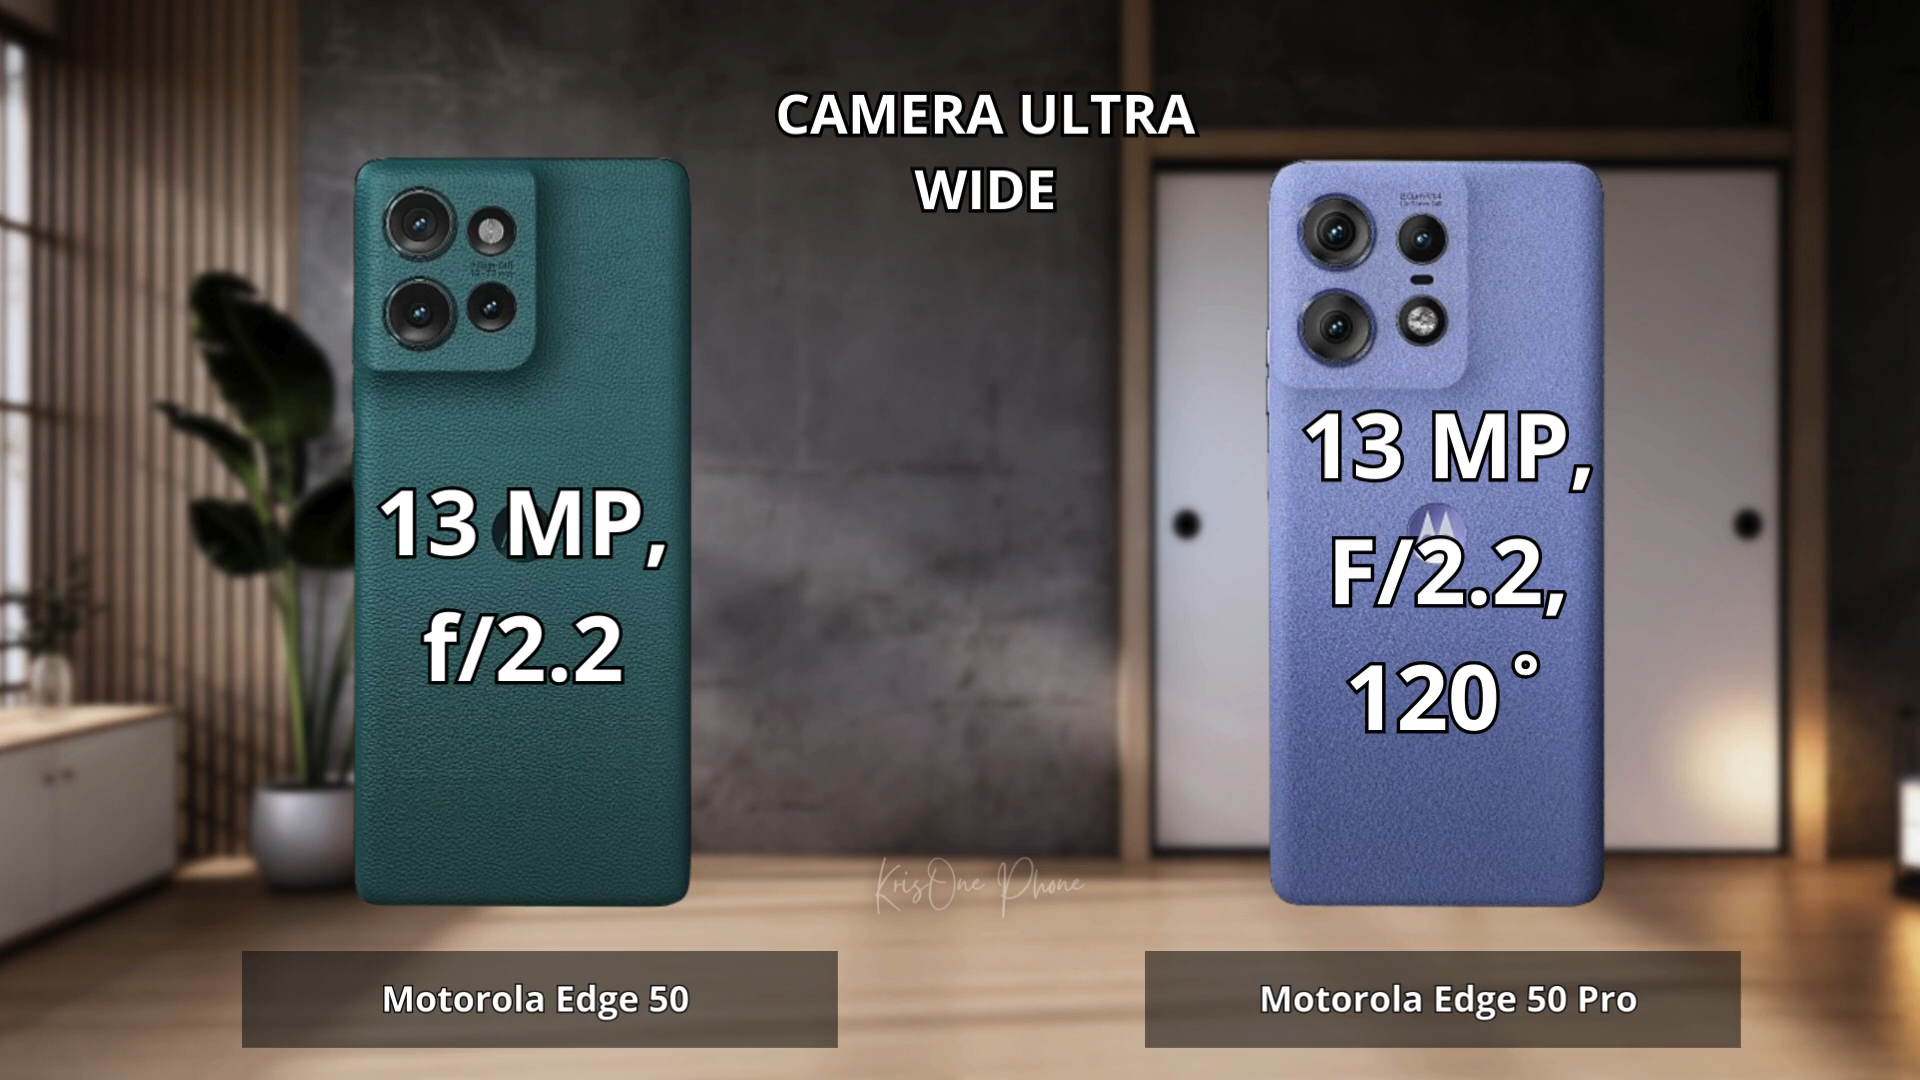 CAMERA ULTRA
WIDE
13 MP,
f/2.2
13 MP,
F/2.2,
120°
KrisOne Phone
Motorola Edge 50
Motorola Edge 50 Pro